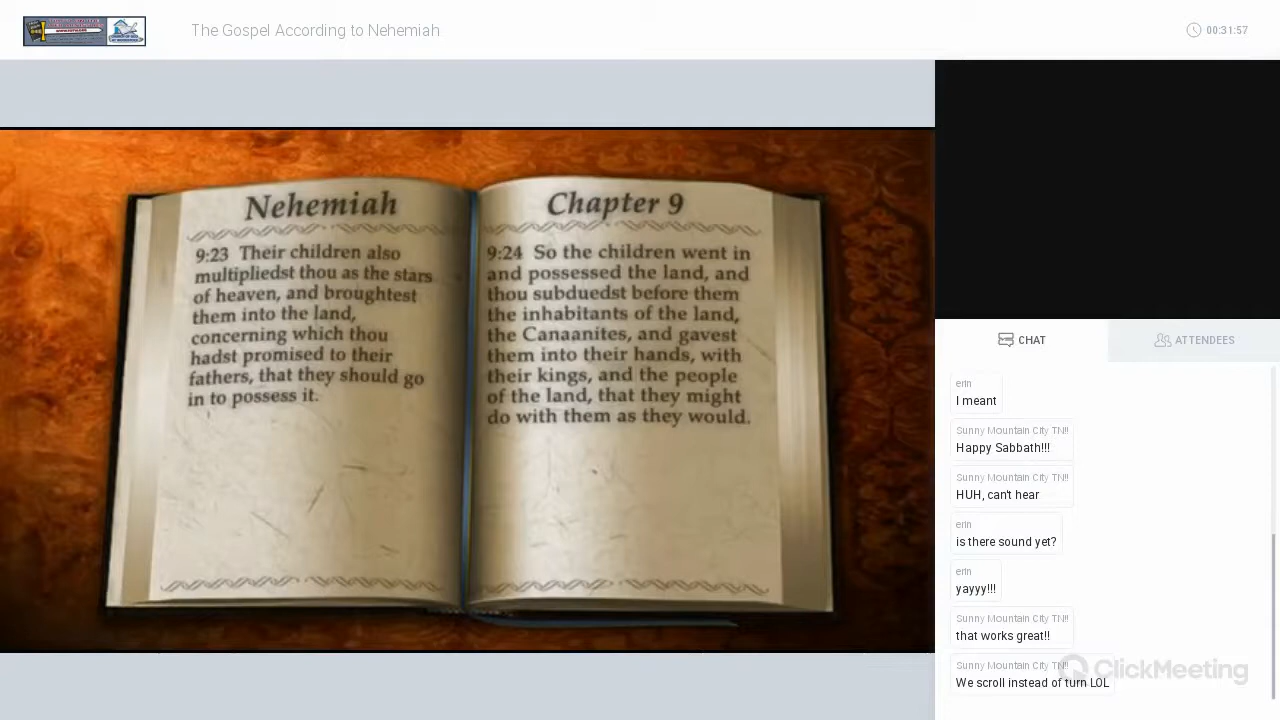 The Gospel According to Nehemiah
00:31:57
Nehemiah
9:23 Their children also
multipliedst thou as the stars
of heaven, and broughtest
them into the land,
concerning which thou
hadst promised to their
fathers, that they should go
in to possess it.
Chapter 9
9:24 So the children went in
and possessed the land, and
thou subduedst before them
the inhabitants of the land,
the Canaanites, and gavest
them into their hands, with
their kings, and the people
of the land, that they might
do with them as they would.
CHAT
ATTENDEES
erin
I meant
Sunny Mountain City TN!!
Happy Sabbath!!!
Sunny Mountain City TN!!
HUH, can't hear
erin
is there sound yet?
erin
yayyy!!!
Sunny Mountain City TN!!
that works great!!
Sunny Mountain City TN!!
We scroll instead of turn LOL
ClickMeeting